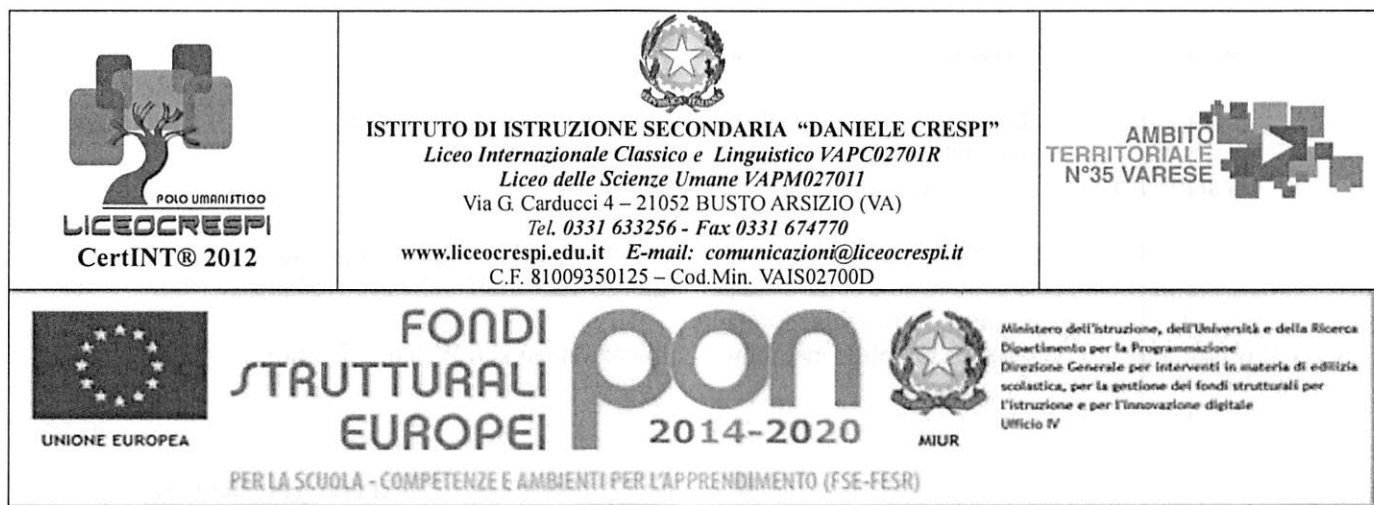 POLO UMANISTICO
LICEOCRESPI
CertINT® 2012
REPVBBLICA ITALIANA
ISTITUTO DI ISTRUZIONE SECONDARIA “DANIELE CRESPI”
Liceo Internazionale Classico e Linguistico VAPC02701R
Liceo delle Scienze Umane VAPM027011
Via G. Carducci 4 – 21052 BUSTO ARSIZIO (VA)
Tel. 0331 633256 - Fax 0331 674770
www.liceocrespi.edu.it E-mail: comunicazioni@liceocrespi.it
C.F. 81009350125 – Cod.Min. VAIS02700D
AMBITO
TERRITORIALE
N°35 VARESE
UNIONE EUROPEA
FONDI
STRUTTURALI
EUROPEI
pon
2014-2020
MIUR
Ministero dell'Istruzione, dell'Università e della Ricerca
Dipartimento per la Programmazione
Direzione Generale per interventi in materia di edilizia
scolastica, per la gestione dei fondi strutturali per
l'istruzione e per l'innovazione digitale
Ufficio IV
PER LA SCUOLA - COMPETENZE E AMBIENTI PER L'APPRENDIMENTO (FSE-FESR)